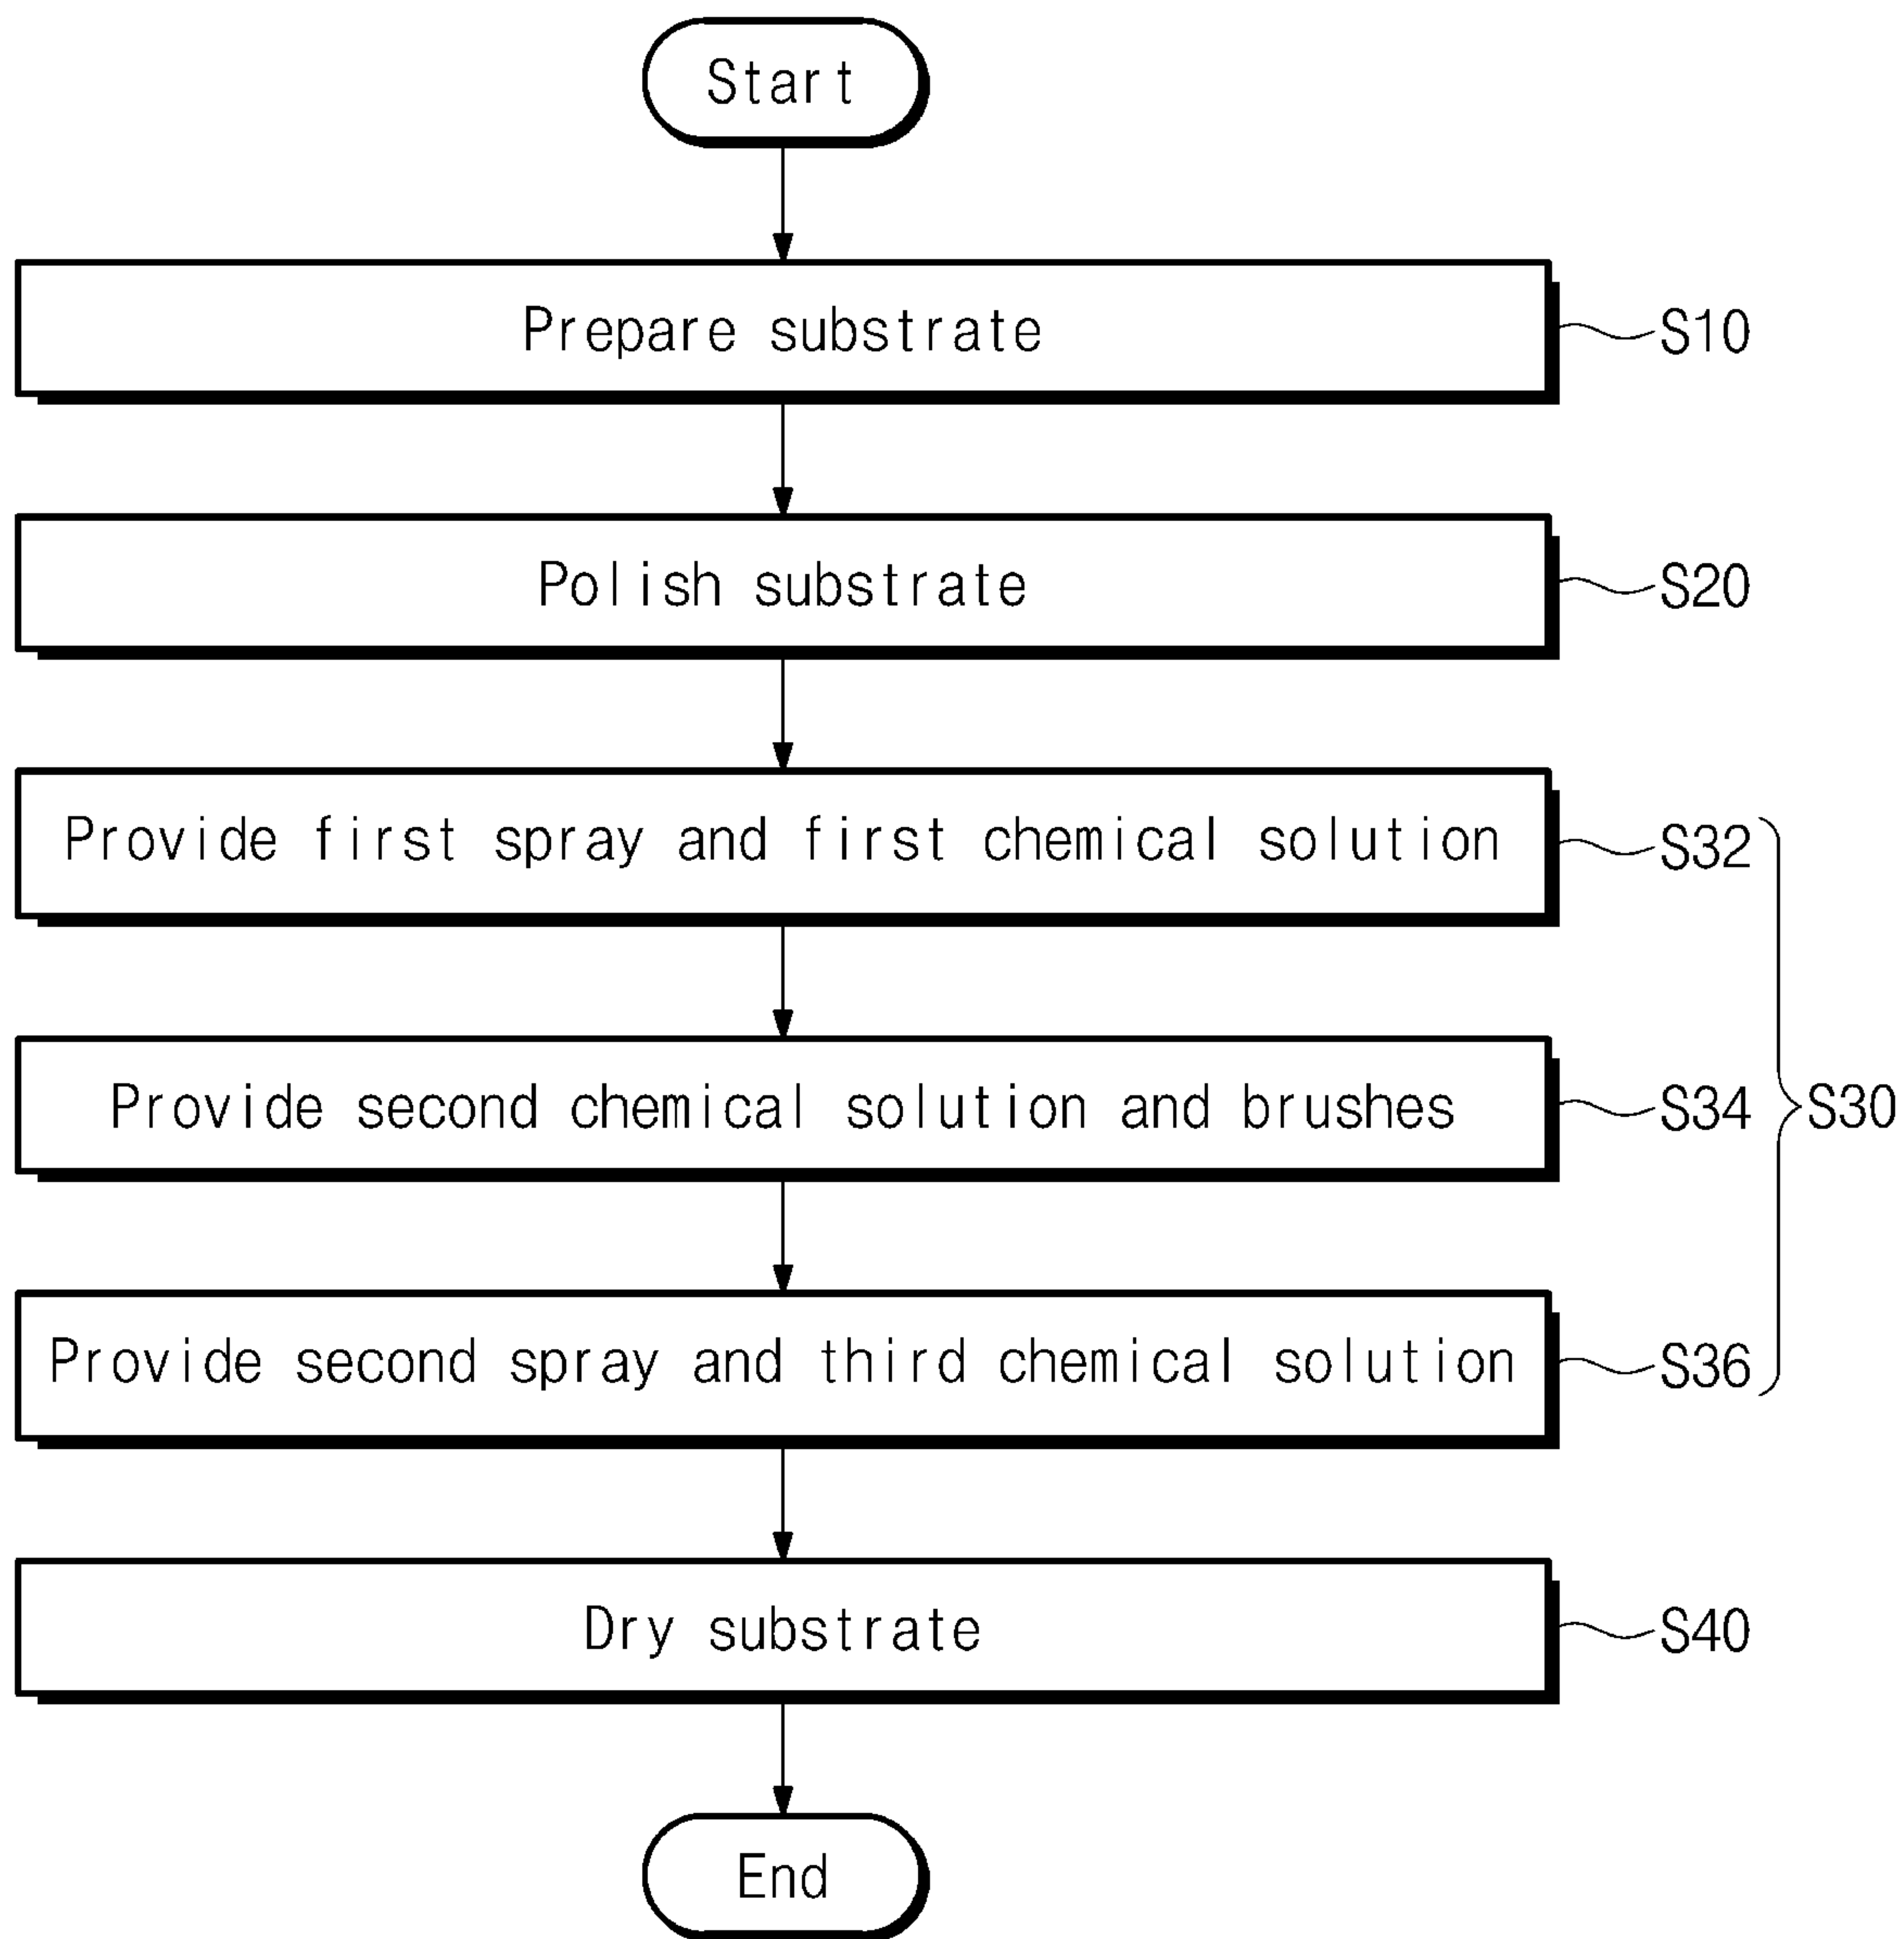 Start
Prepare substrate
S10
Polish substrate
S20
Provide first spray and first chemical solution
S32
Provide second chemical solution and brushes
S34
S30
Provide second spray and third chemical solution
S36
Dry substrate
S40
End